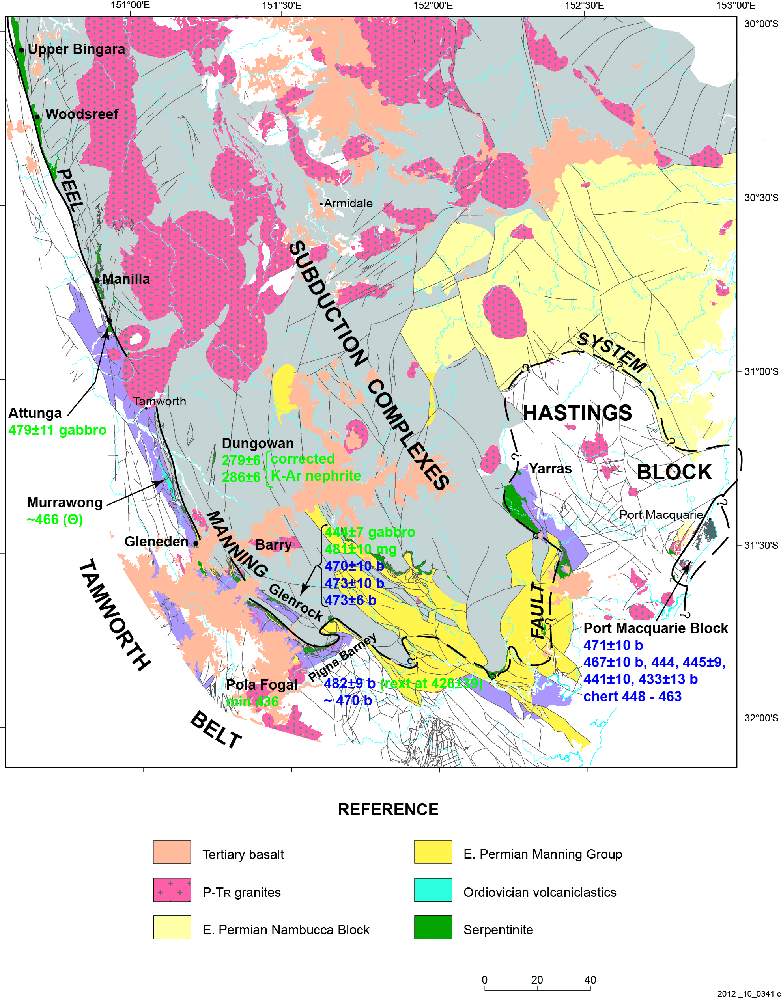 151°00'E
151°30'E
152°00'E
152°30'E
153°00'E
30°00'S
Upper Bingara
Woodsreef
PEEL
30°30'S
Armidale
SUBDUCTION COMPLEXES
Manilla
SYSTEM
?
?
31°00'S
Tamworth
HASTINGS
Attunga
479±11 gabbro
?
Dungowan
279±6
286±6
corrected
K-Ar nephrite
?
Yarras
BLOCK
Murrawong
~466 (Θ)
?
Port Macquarie
MANNING
444±7 gabbro
481±10 mg
470±10 b
473±10 b
473±6 b
Gleneden
Barry
?
31°30'S
TAMWORTH
Glenrock
FAULT
?
?
Port Macquarie Block
471±10 b
467±10 b, 444, 445±9,
441±10, 433±13 b
chert 448 - 463
Pigna Barney
?
?
Pola Fogal
min 436
482±9 b (rext at 426±39)
~ 470 b
BELT
32°00'S
REFERENCE
Tertiary basalt
E. Permian Manning Group
P-TR granites
Ordiovician volcaniclastics
E. Permian Nambucca Block
Serpentinite
0 20 40
2012 _10_0341 c